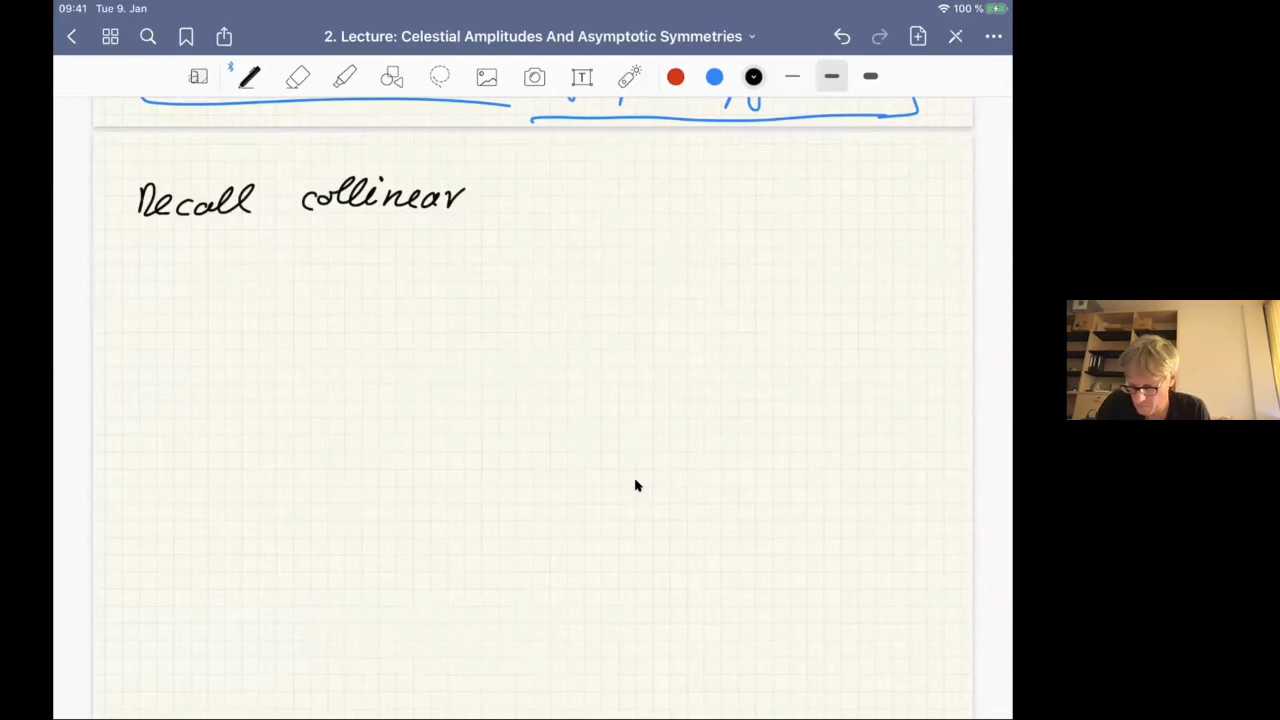 09:41 Tue 9. Jan
100 %
2. Lecture: Celestial Amplitudes And Asymptotic Symmetries
T
Recall collinear